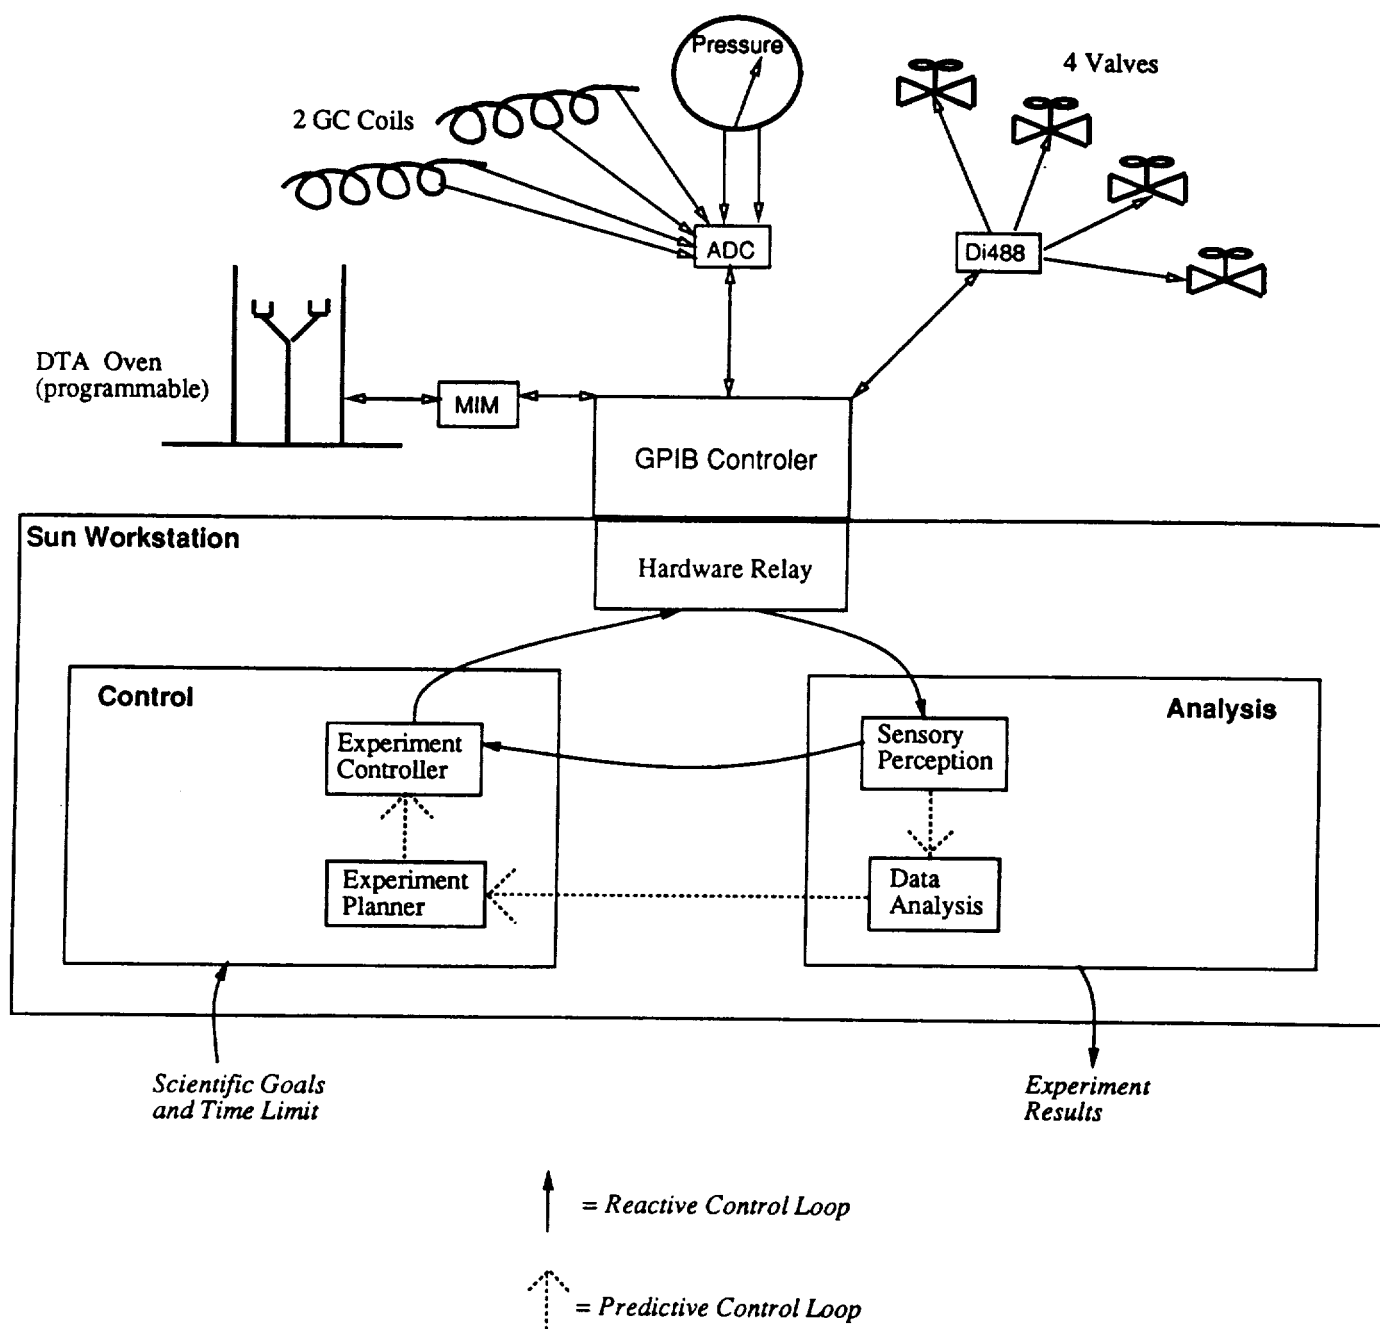 Pressure
4 Valves
2 GC Coils
ADC
Di488
DTA Oven
(programmable)
MIM
GPIB Controler
Sun Workstation
Hardware Relay
Control
Analysis
Experiment
Controller
Sensory
Perception
Experiment
Planner
Data
Analysis
Scientific Goals
and Time Limit
Experiment
Results
= Reactive Control Loop
= Predictive Control Loop